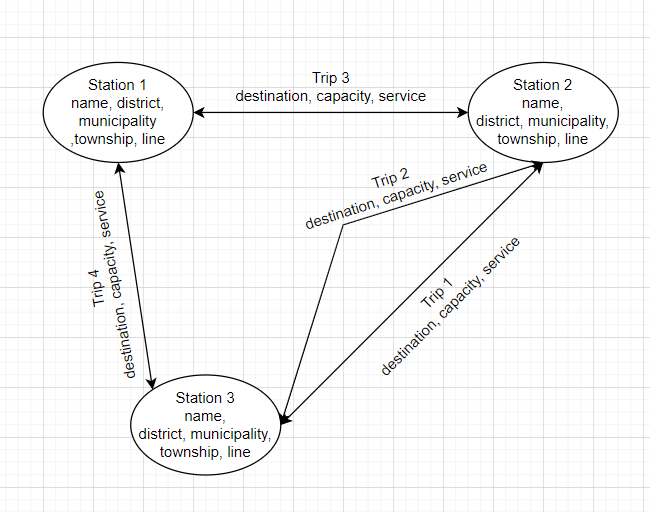 Station 1
name, district,
municipality
,township, line
Trip 3
destination, capacity, service
Station 2
name,
district, municipality,
township, line
Trip 2
destination, capacity, service
Trip 1
destination, capacity, service
Trip 4
destination, capacity, service
Station 3
name,
district, municipality,
township, line